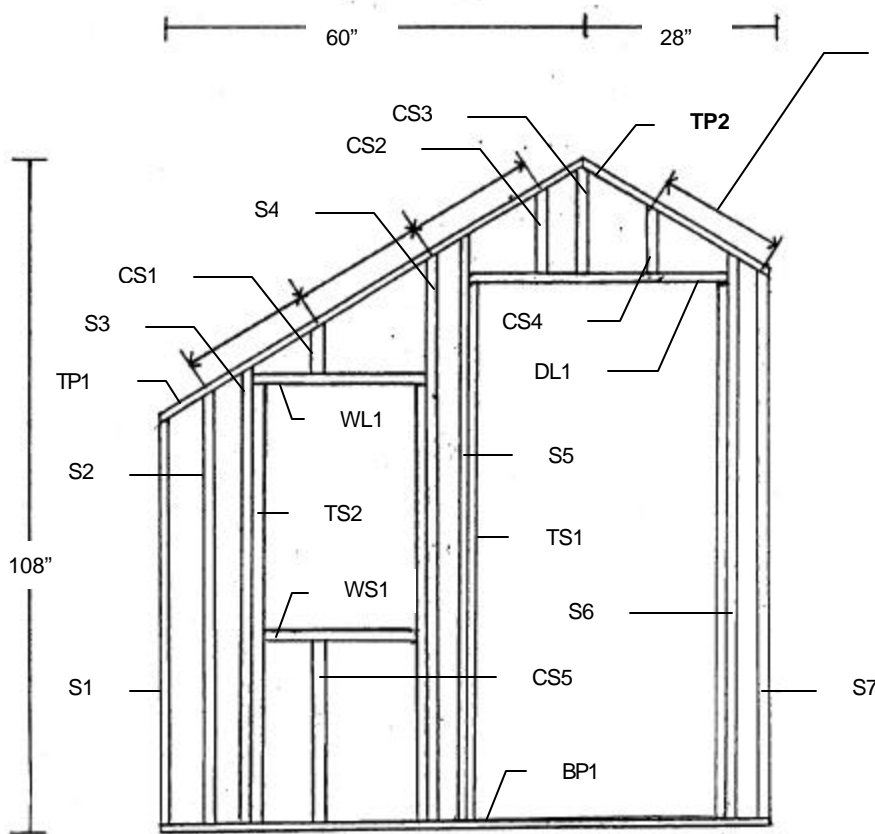 60”
28”
CS3
TP2
CS2
S4
CS1
S3
CS4
TP1
DL1
WL1
S2
S5
TS2
TS1
108”
WS1
S6
S1
CS5
S7
BP1